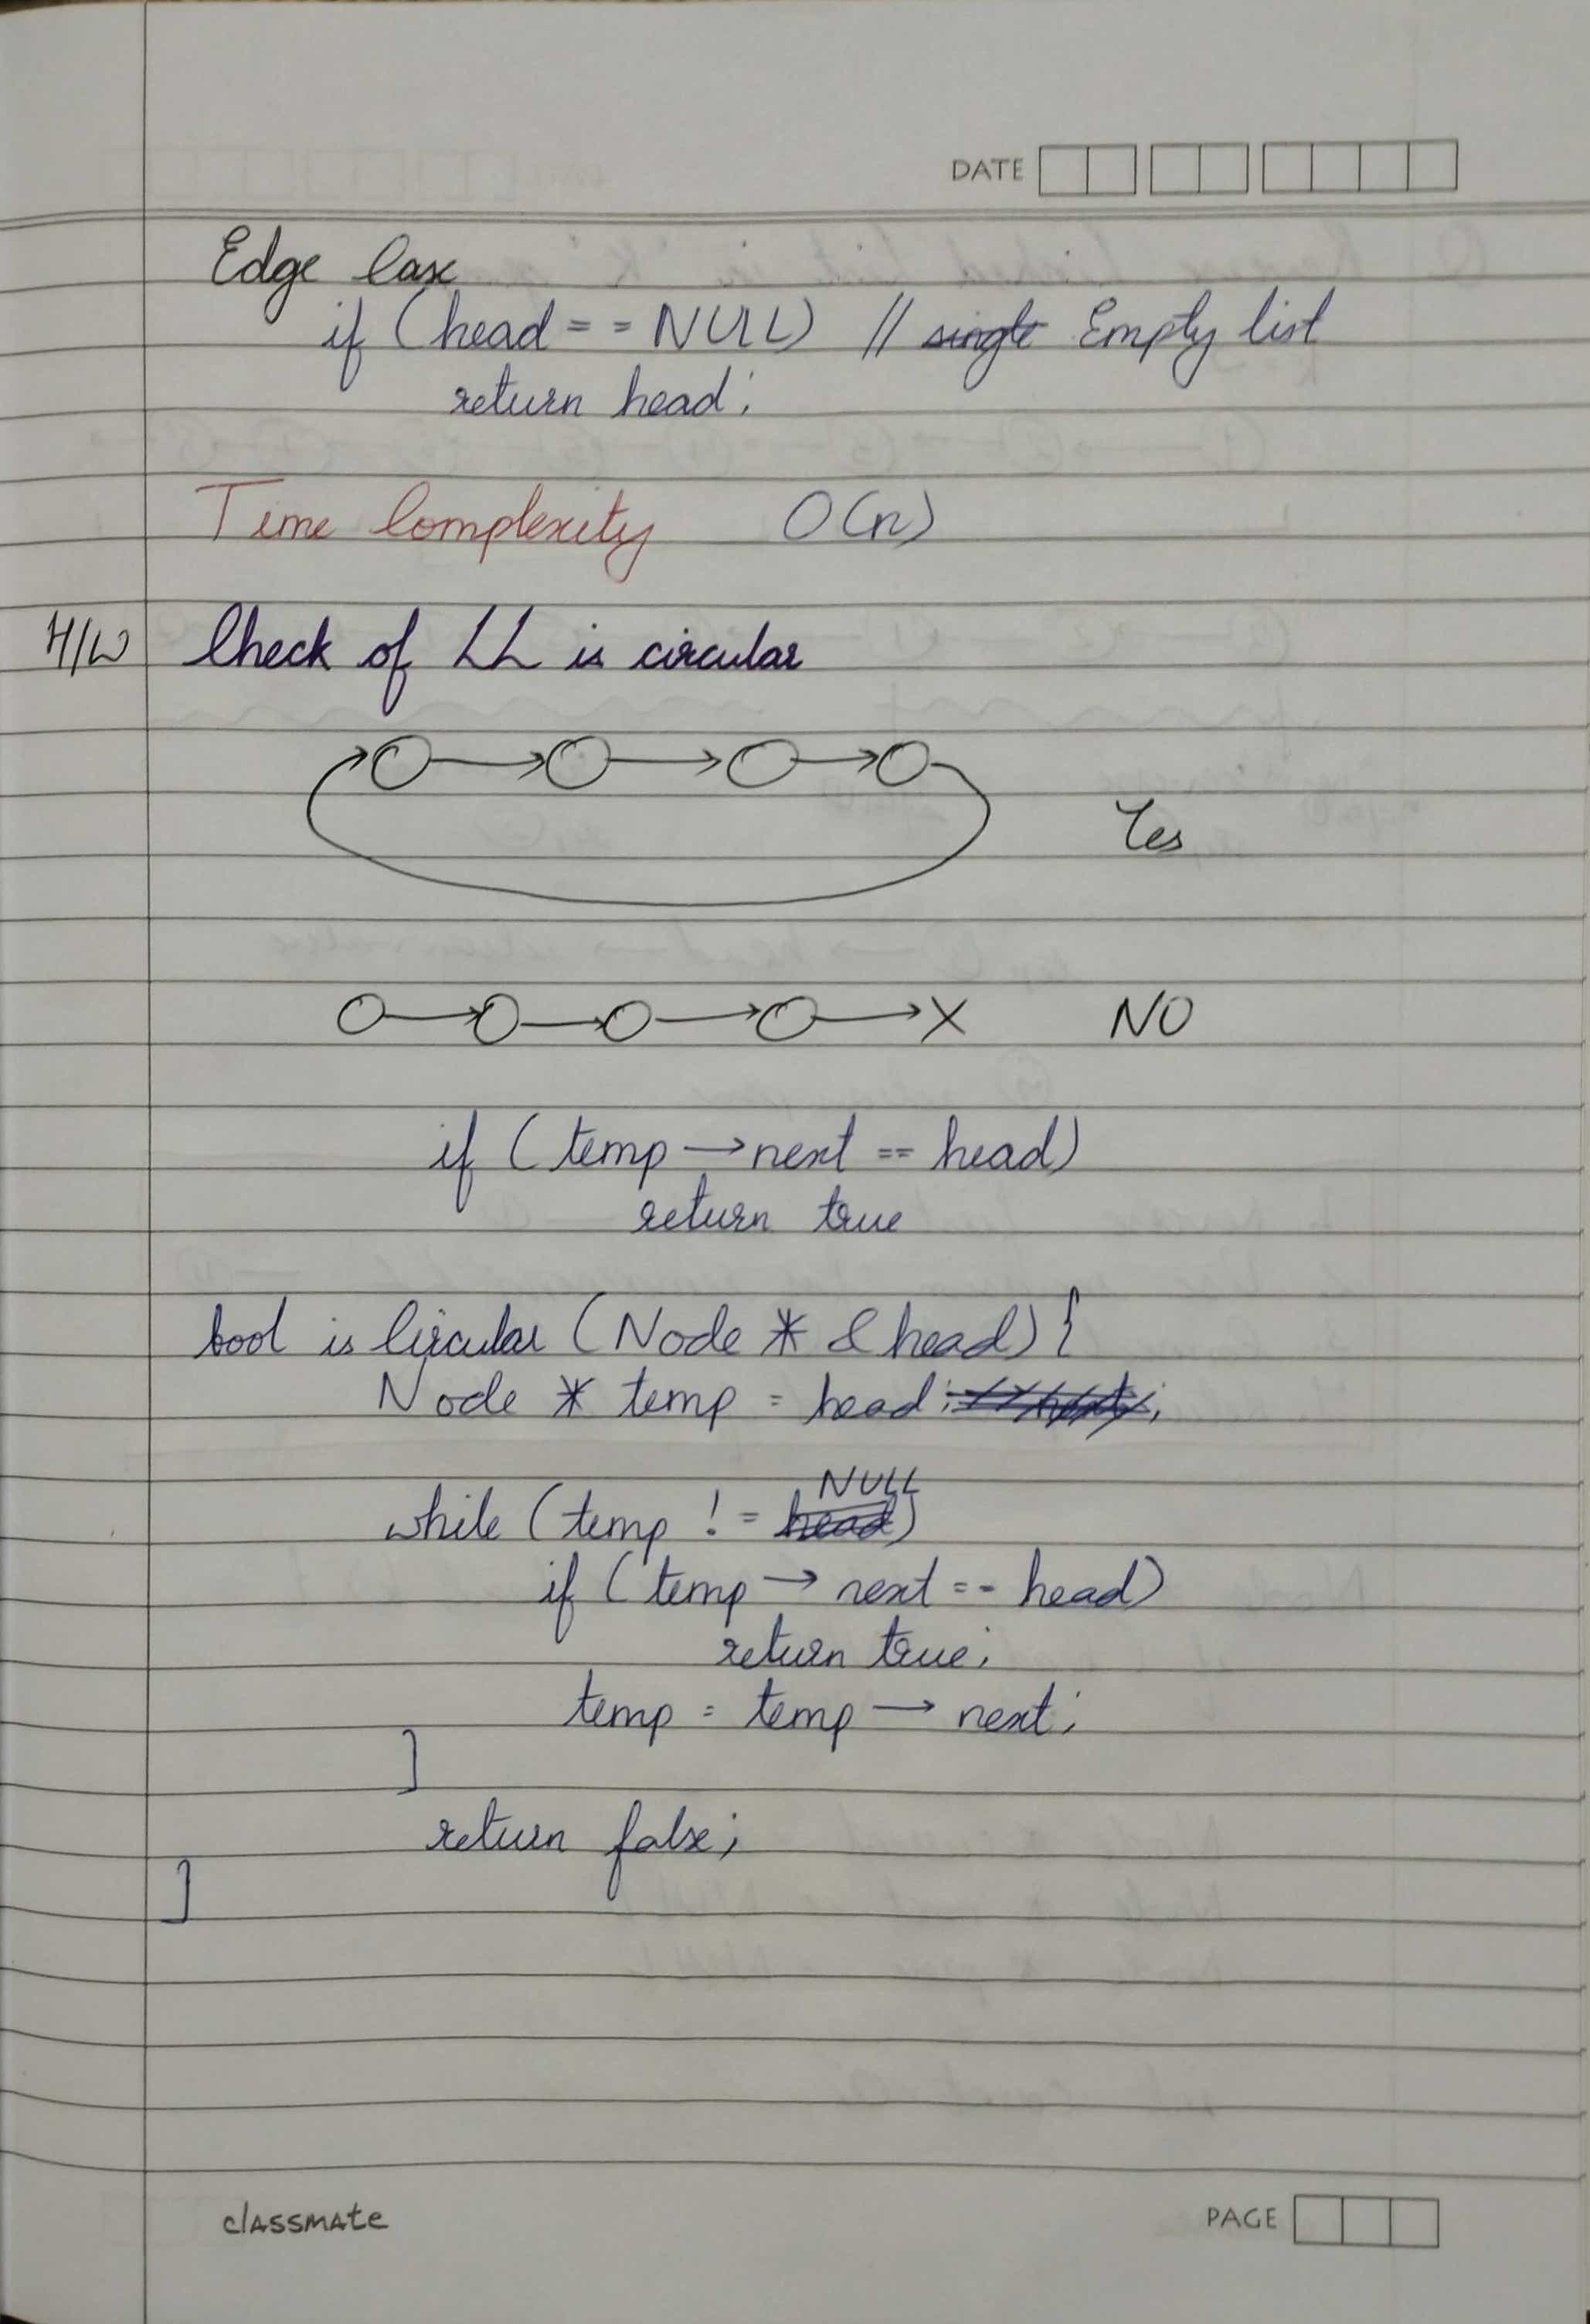 DATE
Edge Case
if (head == NULL) // single Empty list
return head;
Time Complexity O(n)
H/W Check of LL is circular
Yes
X NO
if (temp → next == head)
return true
bool is Circular (Node * & head) {
Node * temp = head;
NULL
while (temp != head)
if (temp → next == head)
return true;
temp = temp → next;
}
return false;
}
classmate PAGE